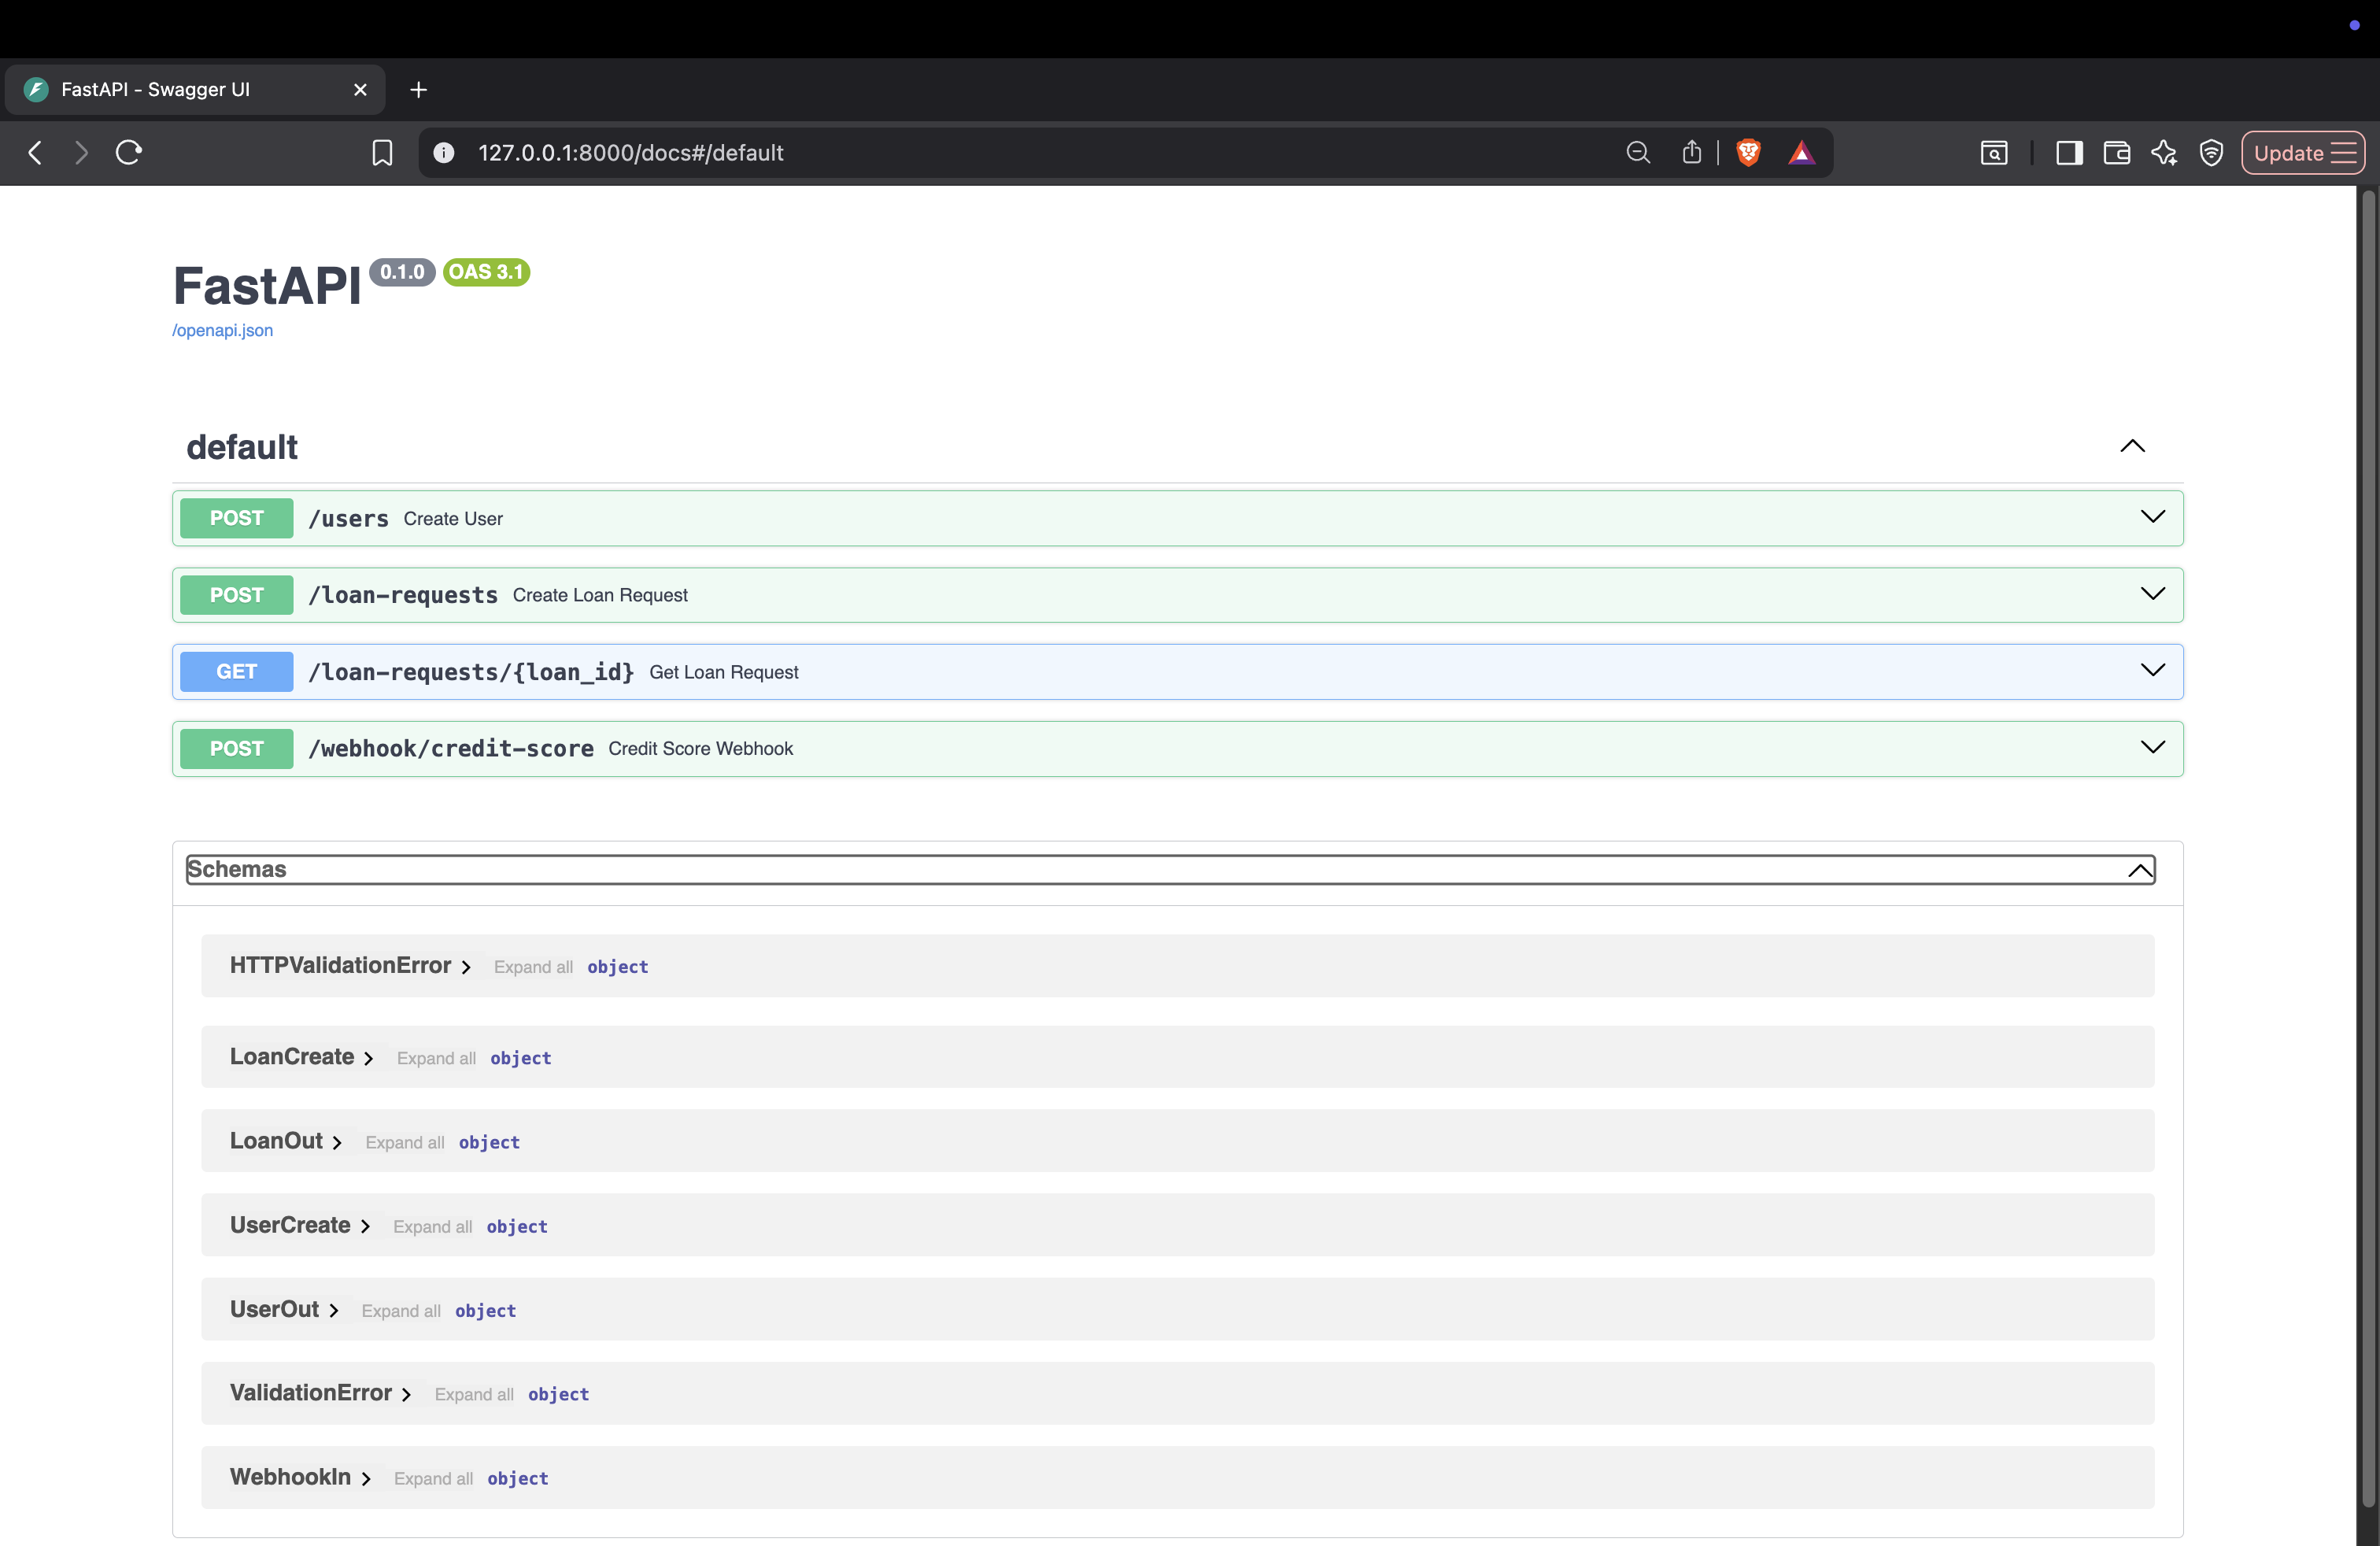 FastAPI - Swagger UI
127.0.0.1:8000/docs#/default
Update
FastAPI 0.1.0 OAS 3.1
/openapi.json
default
POST /users Create User
POST /loan-requests Create Loan Request
GET /loan-requests/{loan_id} Get Loan Request
POST /webhook/credit-score Credit Score Webhook
Schemas
HTTPValidationError Expand all object
LoanCreate Expand all object
LoanOut Expand all object
UserCreate Expand all object
UserOut Expand all object
ValidationError Expand all object
WebhookIn Expand all object